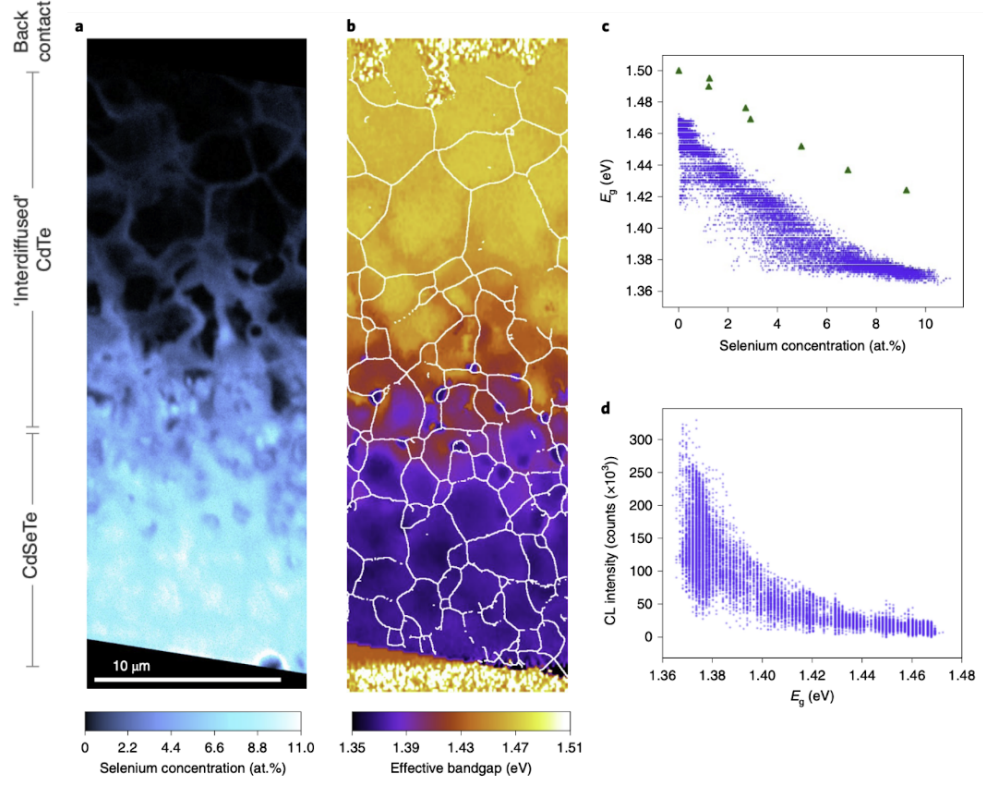 a
b
c
d
Back
contact
'Interdiffused'
CdTe
CdSeTe
10 μm
0 2.2 4.4 6.6 8.8 11.0
Selenium concentration (at.%)
1.35 1.39 1.43 1.47 1.51
Effective bandgap (eV)
1.50
1.48
1.46
1.44
1.42
1.40
1.38
1.36
Eg (eV)
0 2 4 6 8 10
Selenium concentration (at.%)
300
250
200
150
100
50
0
CL intensity (counts (×10³))
1.36 1.38 1.40 1.42 1.44 1.46 1.48
Eg (eV)